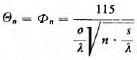 Θₙ = Φₙ = 115 / (o/λ √(n · s/λ))